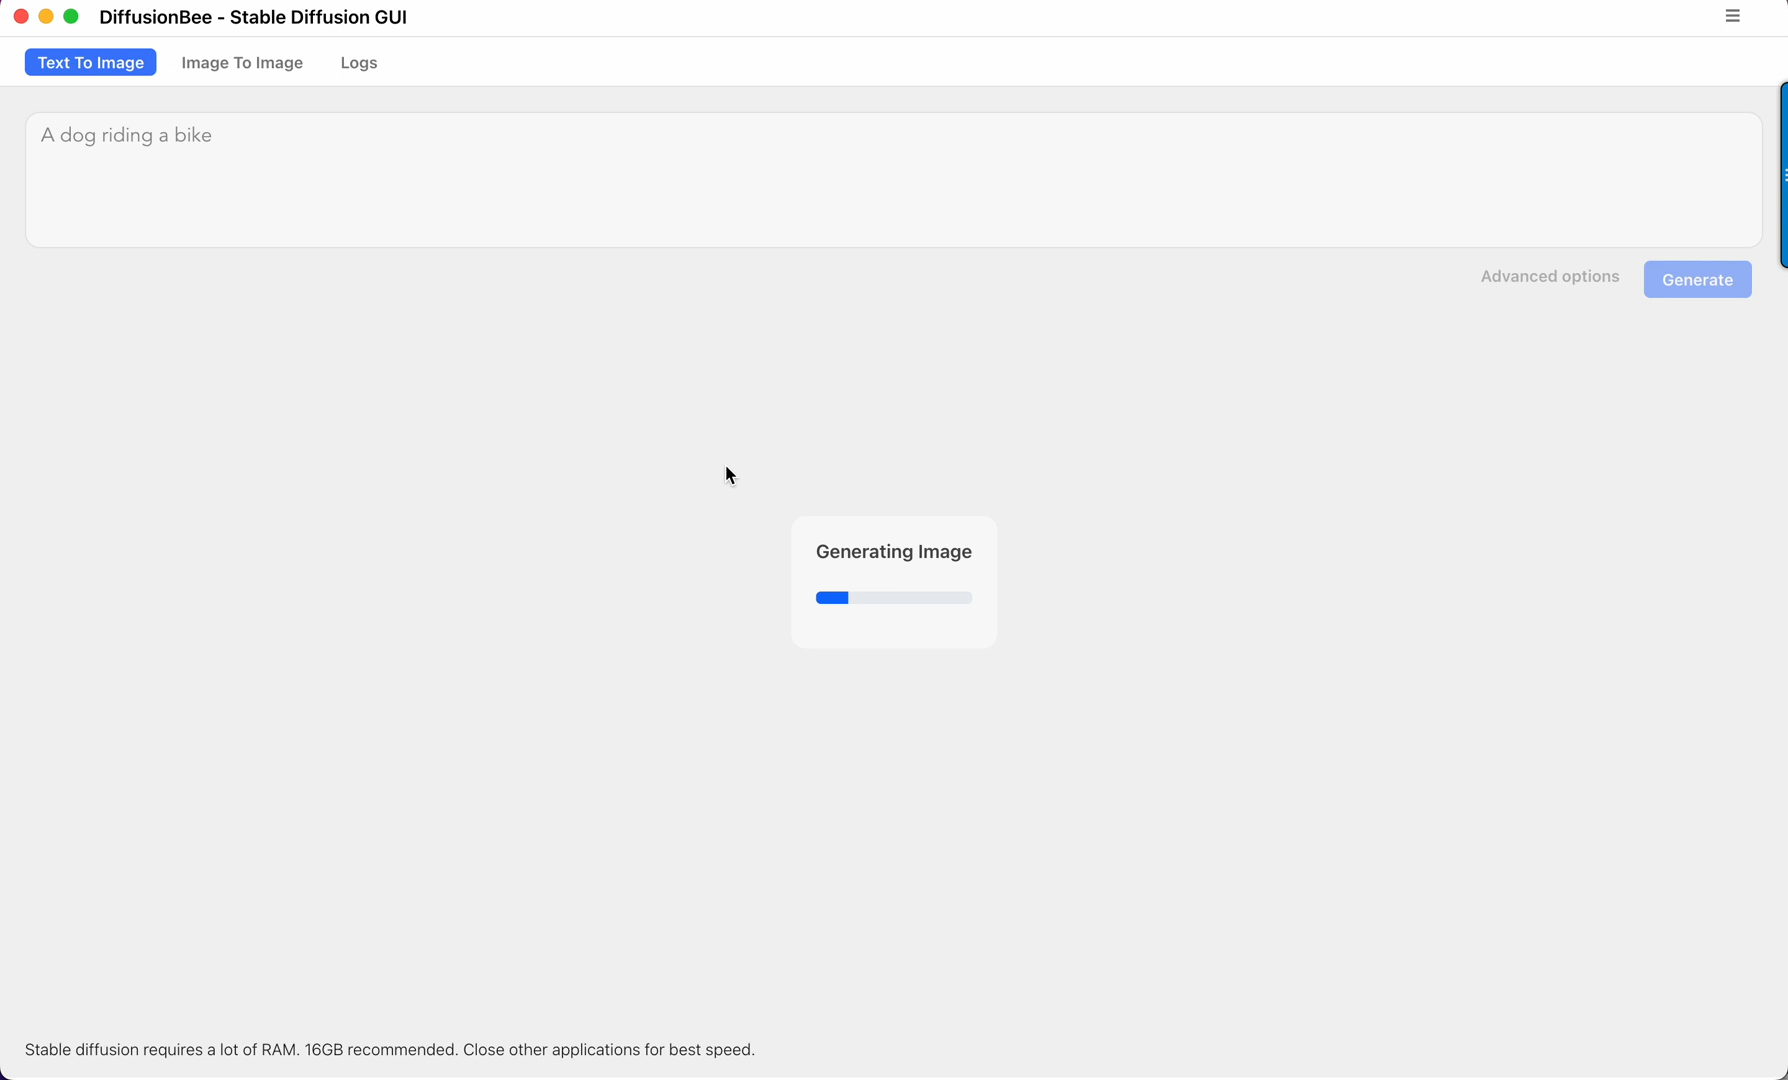 DiffusionBee - Stable Diffusion GUI
Text To Image
Image To Image
Logs
A dog riding a bike
Advanced options
Generate
Generating Image
Stable diffusion requires a lot of RAM. 16GB recommended. Close other applications for best speed.